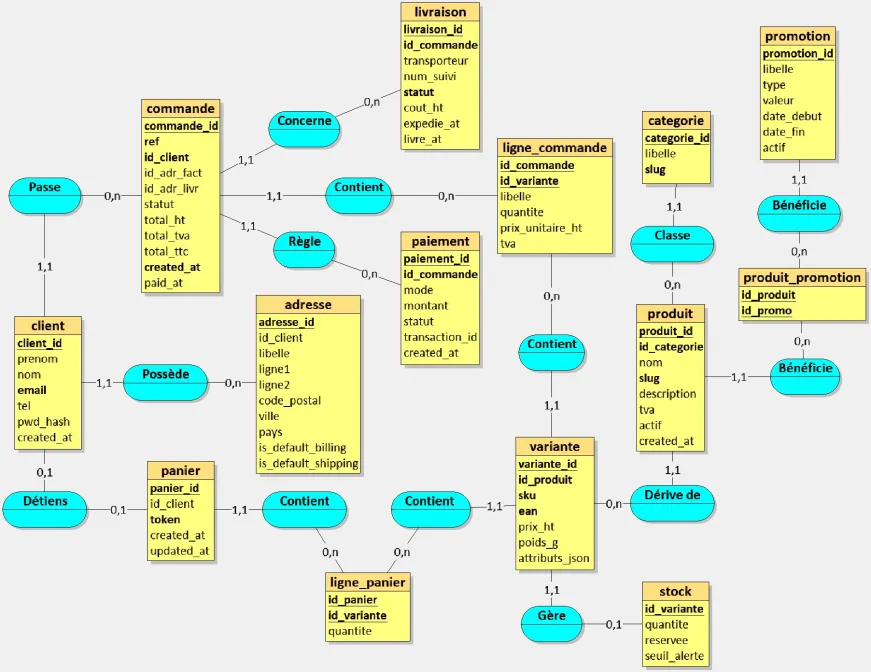 livraison
livraison_id
id_commande
transporteur
num_suivi
statut
cout_ht
expedie_at
livre_at
promotion
promotion_id
libelle
type
valeur
date_debut
date_fin
actif
commande
commande_id
ref
id_client
id_adr_fact
id_adr_livr
statut
total_ht
total_tva
total_ttc
created_at
paid_at
0,n
Concerne
1,1
categorie
categorie_id
libelle
slug
ligne_commande
id_commande
id_variante
libelle
quantite
prix_unitaire_ht
tva
Passe
0,n
1,1
Contient
0,n
1,1
Règle
0,n
1,1
Classe
0,n
1,1
Bénéficie
0,n
paiement
paiement_id
id_commande
mode
montant
statut
transaction_id
created_at
produit_promotion
id_produit
id_promo
1,1
adresse
adresse_id
id_client
libelle
ligne1
ligne2
code_postal
ville
pays
is_default_billing
is_default_shipping
0,n
Contient
1,1
produit
produit_id
id_categorie
nom
slug
description
tva
actif
created_at
0,n
Bénéficie
1,1
client
client_id
prenom
nom
email
tel
pwd_hash
created_at
1,1
Possède
0,n
variante
variante_id
id_produit
sku
ean
prix_ht
poids_g
attributs_json
1,1
Dérive de
0,n
0,1
Détiens
0,1
panier
panier_id
id_client
token
created_at
updated_at
1,1
Contient
0,n
Contient
1,1
0,n
ligne_panier
id_panier
id_variante
quantite
1,1
Gère
0,1
stock
id_variante
quantite
reservee
seuil_alerte